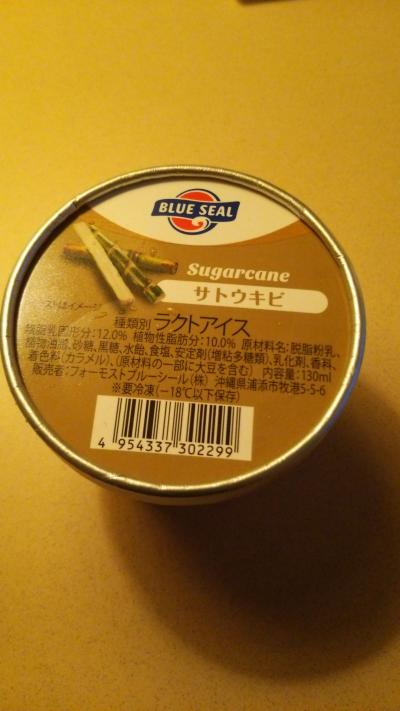 BLUE SEAL
Sugarcane
サトウキビ
イメージ
種類別 ラクトアイス
無脂乳固形分:12.0% 植物性脂肪分:10.0% 原材料名:脱脂粉乳、
植物油脂、砂糖、黒糖、水飴、食塩、安定剤(増粘多糖類)、乳化剤、香料、
着色料(カラメル)、(原材料の一部に大豆を含む) 内容量:130ml
販売者:フォーモストブルーシール(株) 沖縄県浦添市牧港5-5-6
※要冷凍(−18℃以下保存)
4 954337 302299